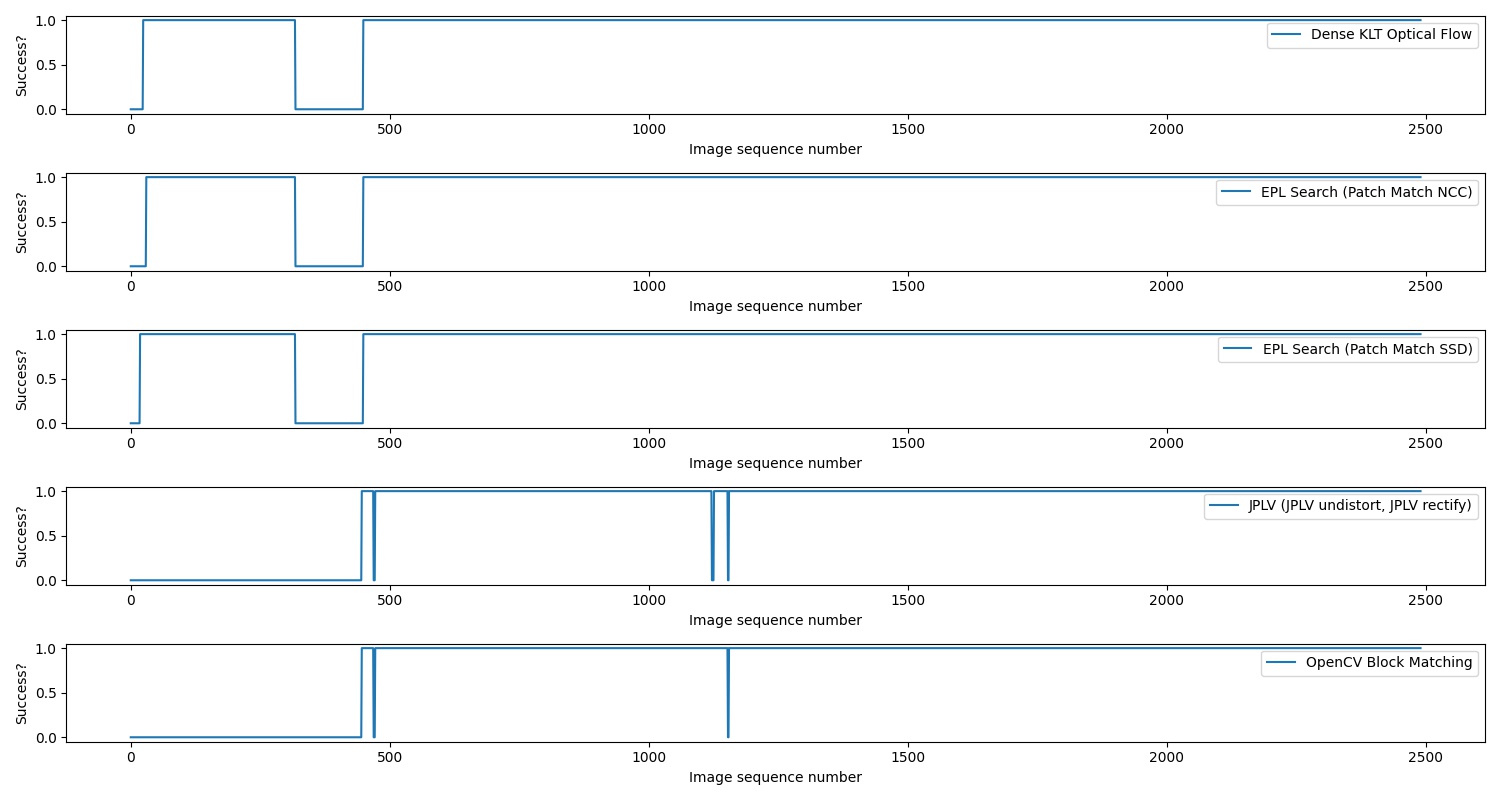 1.0
0.5
0.0
Success?
Dense KLT Optical Flow
0 500 1000 1500 2000 2500
Image sequence number
1.0
0.5
0.0
Success?
EPL Search (Patch Match NCC)
0 500 1000 1500 2000 2500
Image sequence number
1.0
0.5
0.0
Success?
EPL Search (Patch Match SSD)
0 500 1000 1500 2000 2500
Image sequence number
1.0
0.5
0.0
Success?
JPLV (JPLV undistort, JPLV rectify)
0 500 1000 1500 2000 2500
Image sequence number
1.0
0.5
0.0
Success?
OpenCV Block Matching
0 500 1000 1500 2000 2500
Image sequence number